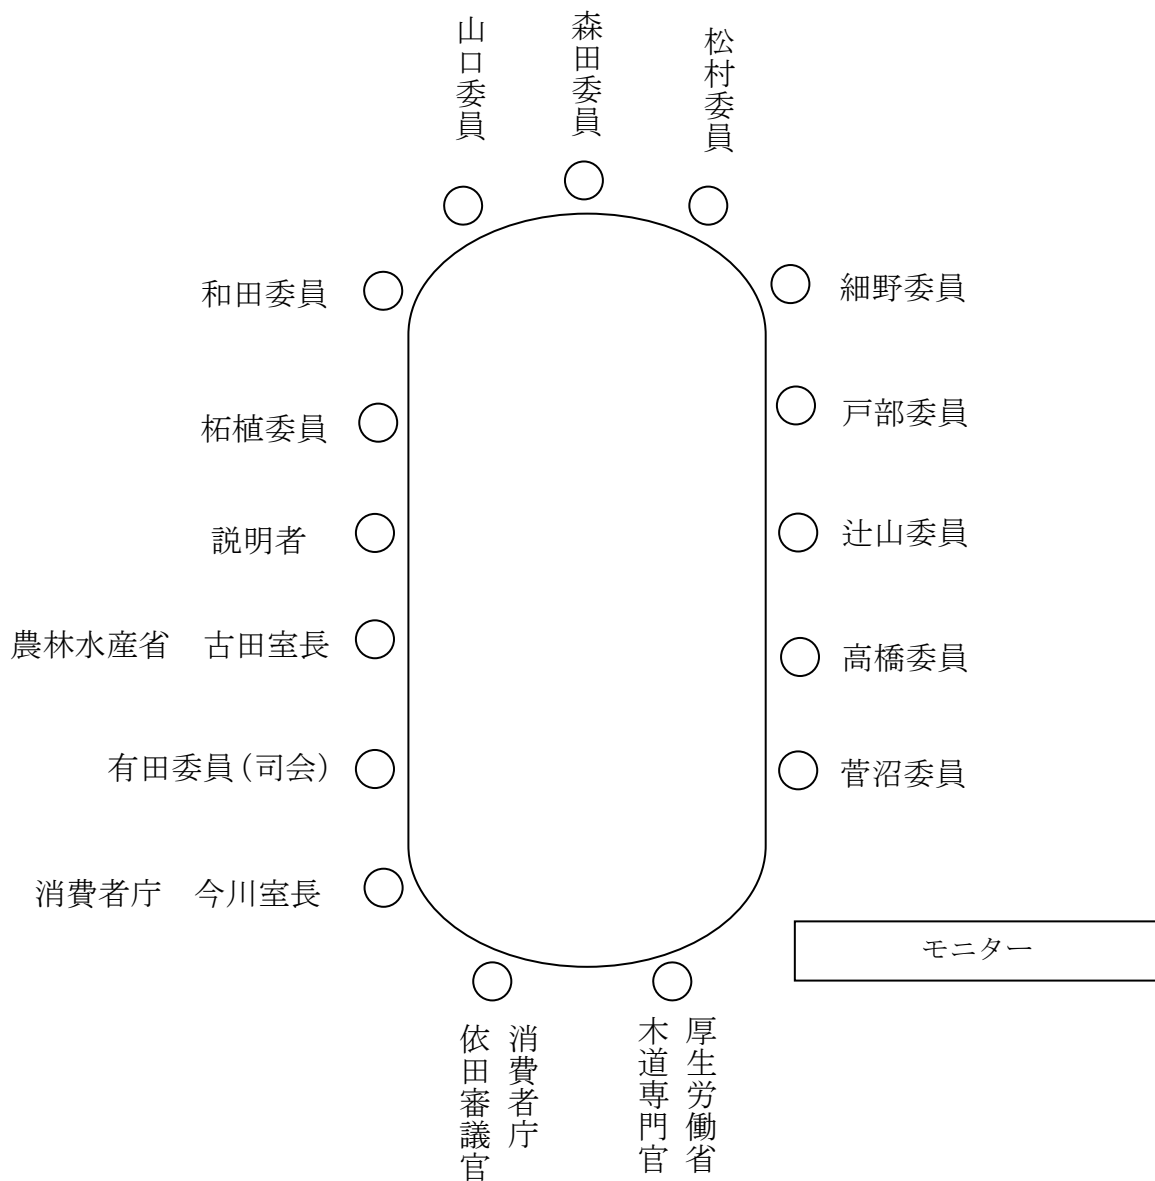 山口委員
森田委員
松村委員
和田委員
細野委員
柘植委員
戸部委員
説明者
辻山委員
農林水産省　古田室長
高橋委員
有田委員(司会)
菅沼委員
消費者庁　今川室長
モニター
消費者庁
依田審議官
厚生労働省
木道専門官